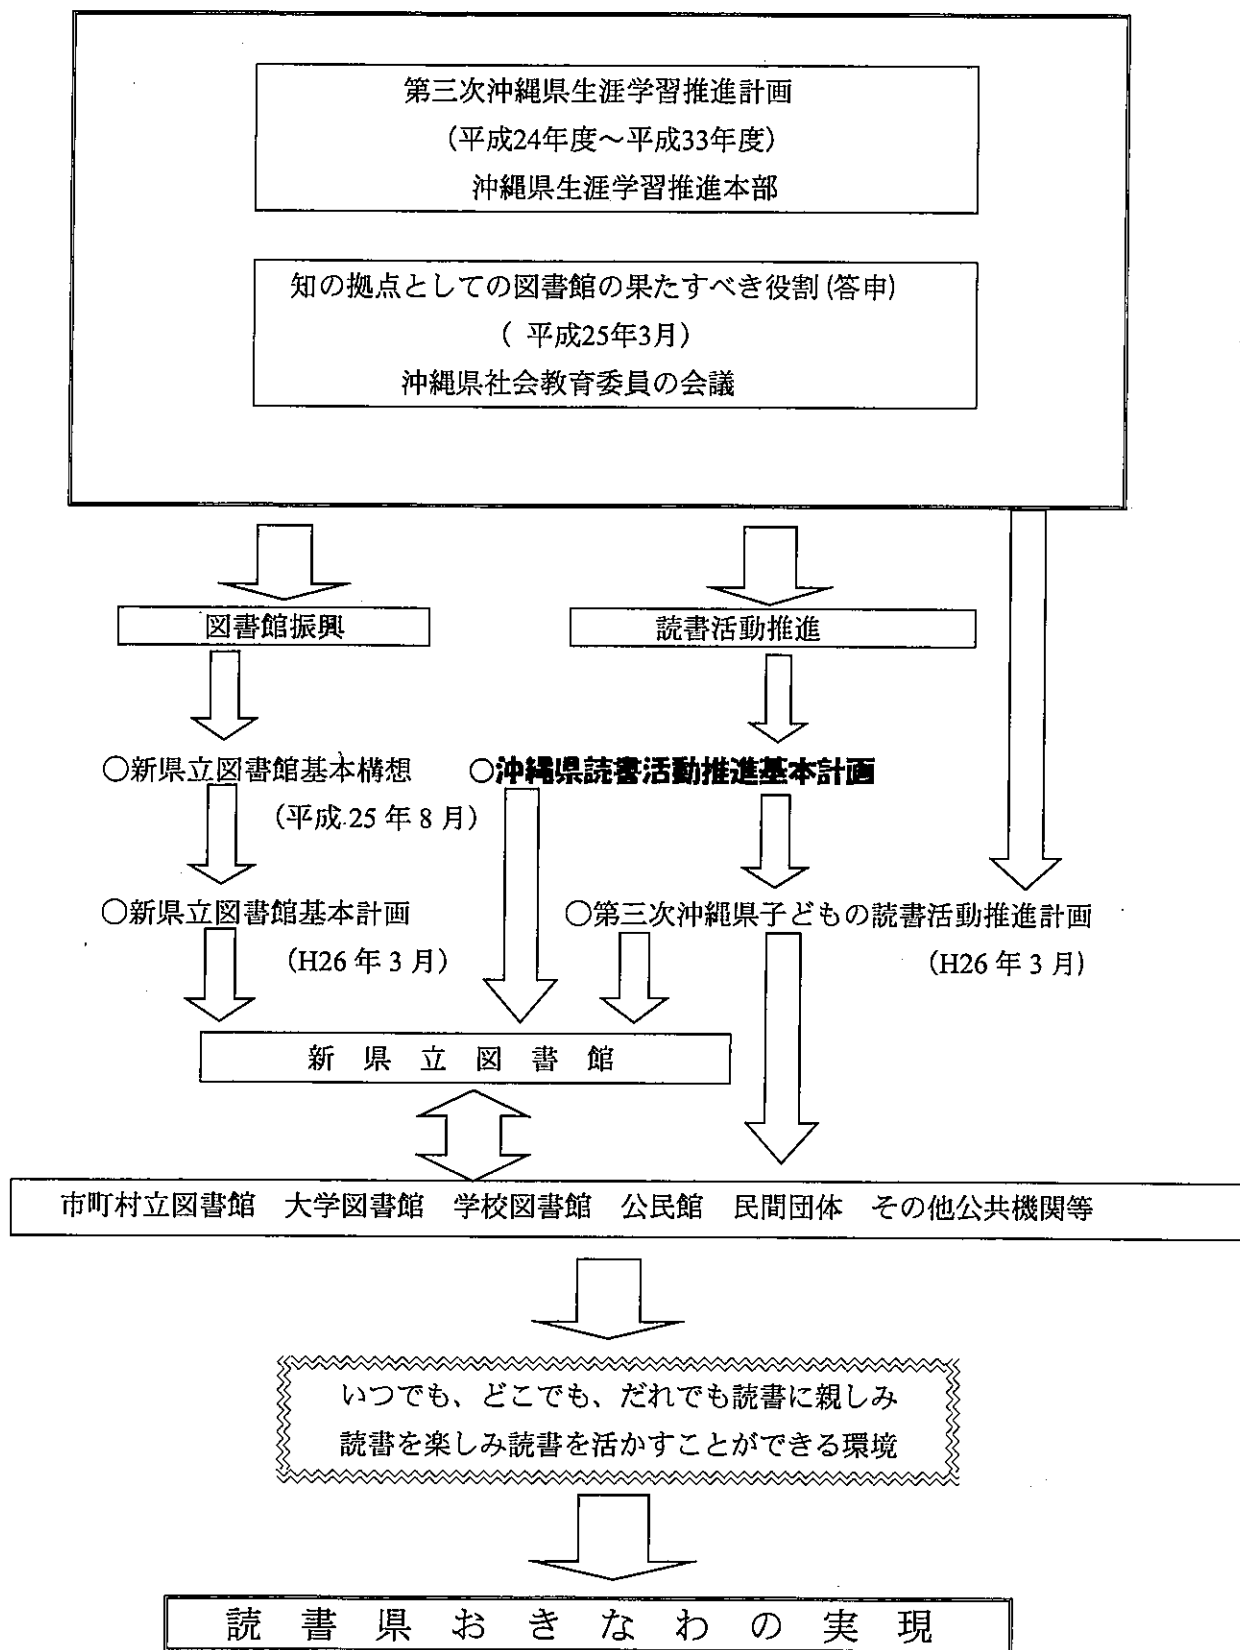 第三次沖縄県生涯学習推進計画
(平成24年度～平成33年度)
沖縄県生涯学習推進本部
知の拠点としての図書館の果たすべき役割(答申)
( 平成25年3月)
沖縄県社会教育委員の会議
図書館振興
読書活動推進
○新県立図書館基本構想
(平成25年8月)
○沖縄県読書活動推進基本計画
○新県立図書館基本計画
(H26年3月)
○第三次沖縄県子どもの読書活動推進計画
(H26年3月)
新 県 立 図 書 館
市町村立図書館 大学図書館 学校図書館 公民館 民間団体 その他公共機関等
いつでも、どこでも、だれでも読書に親しみ
読書を楽しみ読書を活かすことができる環境
読 書 県 お き な わ の 実 現